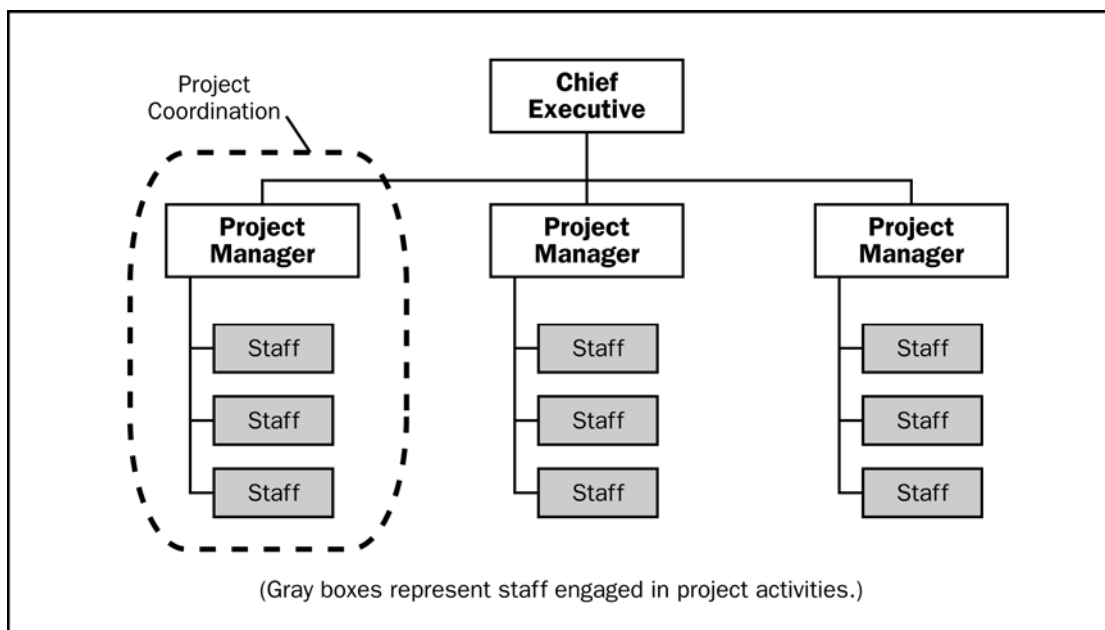 Project
Coordination
Chief
Executive
Project
Manager
Project
Manager
Project
Manager
Staff
Staff
Staff
Staff
Staff
Staff
Staff
Staff
Staff
(Gray boxes represent staff engaged in project activities.)